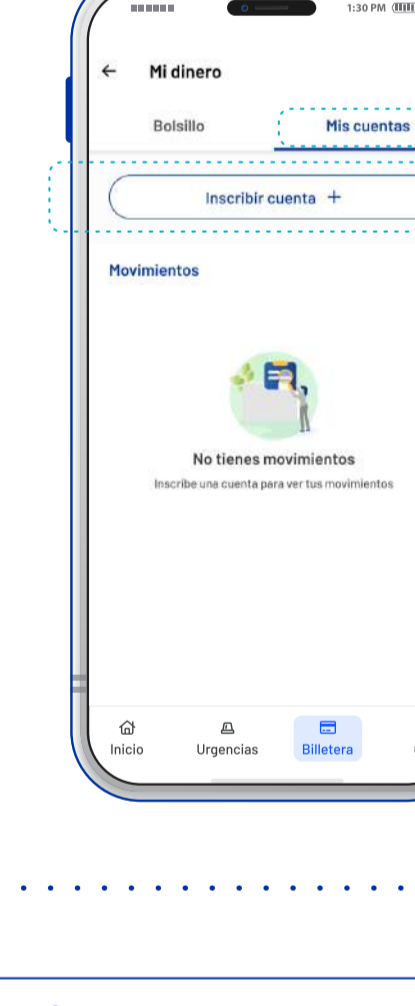 1:30 PM
Mi dinero
Bolsillo
Mis cuentas
Inscribir cuenta +
Movimientos
No tienes movimientos
Inscribe una cuenta para ver tus movimientos
Inicio
Urgencias
Billetera